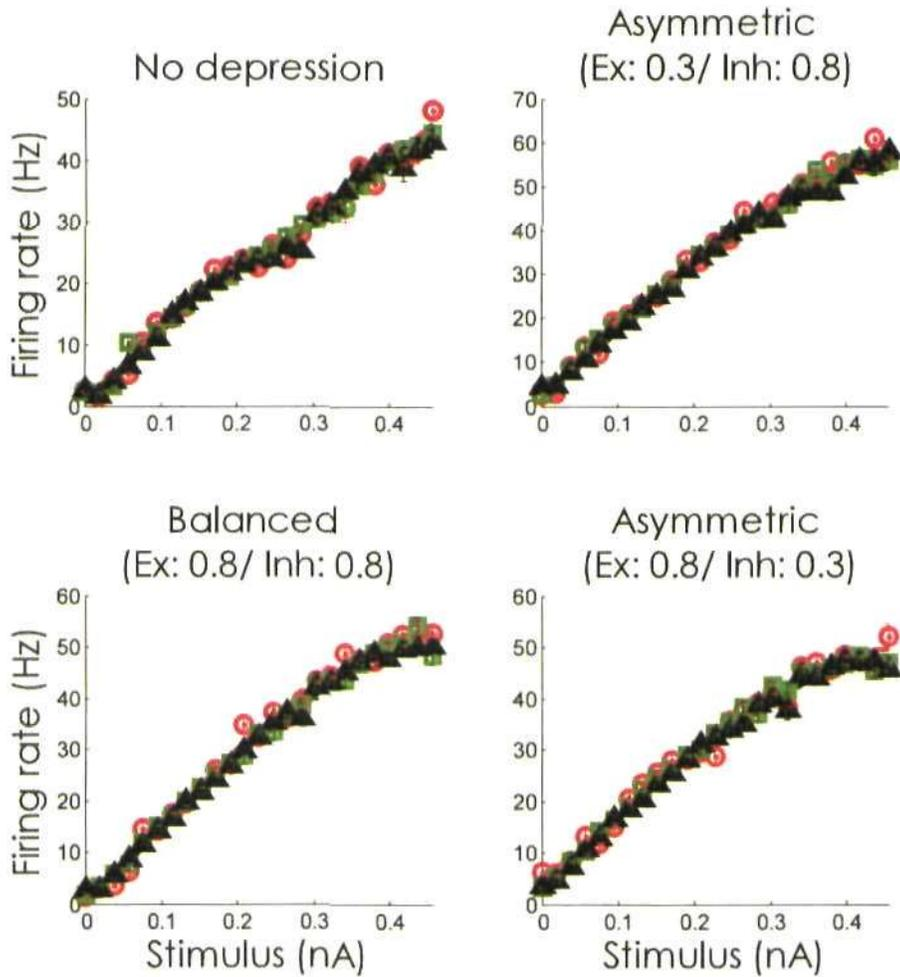 No depression
Asymmetric
(Ex: 0.3/ Inh: 0.8)
Firing rate (Hz)
50
40
30
20
10
0
0 0.1 0.2 0.3 0.4
70
60
50
40
30
20
10
0
0 0.1 0.2 0.3 0.4
Balanced
(Ex: 0.8/ Inh: 0.8)
Asymmetric
(Ex: 0.8/ Inh: 0.3)
Firing rate (Hz)
60
50
40
30
20
10
0
0 0.1 0.2 0.3 0.4
Stimulus (nA)
60
50
40
30
20
10
0
0 0.1 0.2 0.3 0.4
Stimulus (nA)